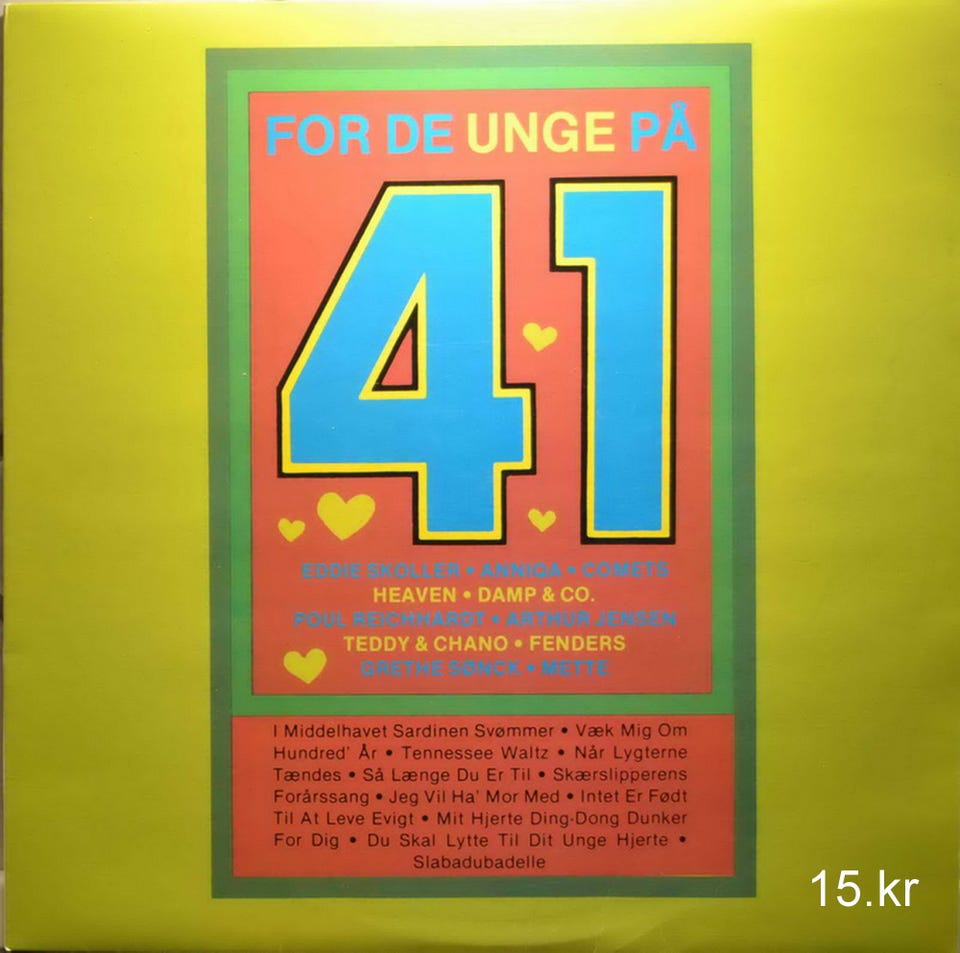 FOR DE UNGE PÅ
41
EDDIE SKOLLER • ANNIQA • COMETS
HEAVEN • DAMP & CO.
POUL REICHHARDT • ARTHUR JENSEN
TEDDY & CHANO • FENDERS
GRETHE SØNCK • METTE
I Middelhavet Sardinen Svømmer • Væk Mig Om
Hundred' År • Tennessee Waltz • Når Lygterne
Tændes • Så Længe Du Er Til • Skærslipperens
Forårssang • Jeg Vil Ha' Mor Med • Intet Er Født
Til At Leve Evigt • Mit Hjerte Ding-Dong Dunker
For Dig • Du Skal Lytte Til Dit Unge Hjerte •
Slabadubadelle
15.kr